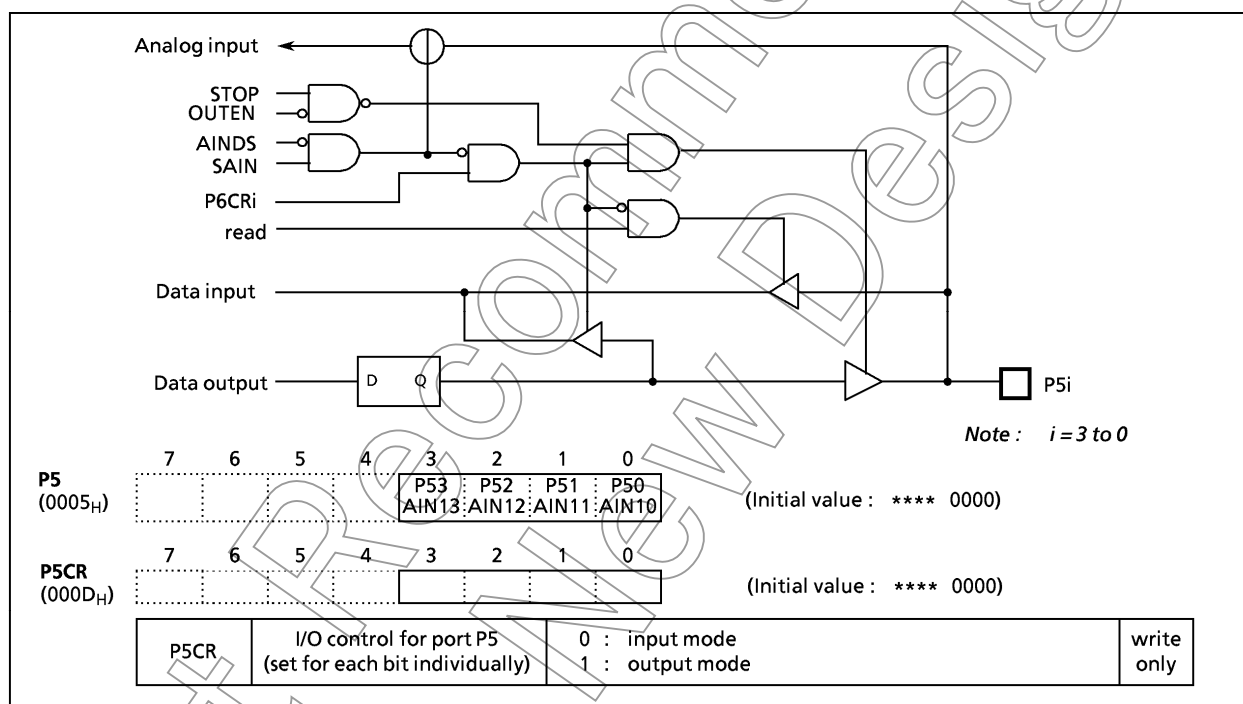 Analog input
STOP
OUTEN
AINDS
SAIN
P6CRi
read
Data input
Data output
D Q
P5i
Note : i = 3 to 0
7 6 5 4 3 2 1 0
P5
(0005H)
P53 P52 P51 P50
AIN13 AIN12 AIN11 AIN10
(Initial value : **** 0000)
7 6 5 4 3 2 1 0
P5CR
(000DH)
(Initial value : **** 0000)
P5CR
I/O control for port P5
(set for each bit individually)
0 : input mode
1 : output mode
write
only
Recomme
New Desig